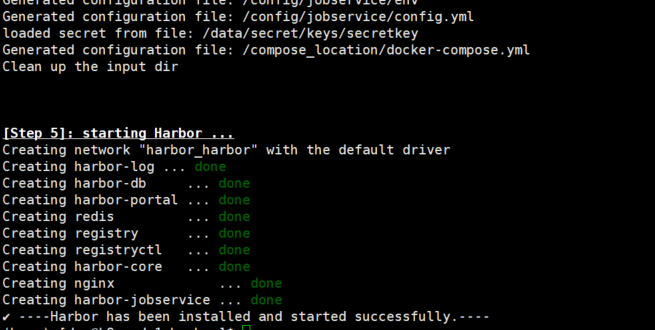 Generated configuration file: /config/jobservice/env
Generated configuration file: /config/jobservice/config.yml
loaded secret from file: /data/secret/keys/secretkey
Generated configuration file: /compose_location/docker-compose.yml
Clean up the input dir
[Step 5]: starting Harbor ...
Creating network "harbor_harbor" with the default driver
Creating harbor-log ... done
Creating harbor-db     ... done
Creating harbor-portal ... done
Creating redis         ... done
Creating registry      ... done
Creating registryctl   ... done
Creating harbor-core   ... done
Creating nginx             ... done
Creating harbor-jobservice ... done
✔ ----Harbor has been installed and started successfully.----